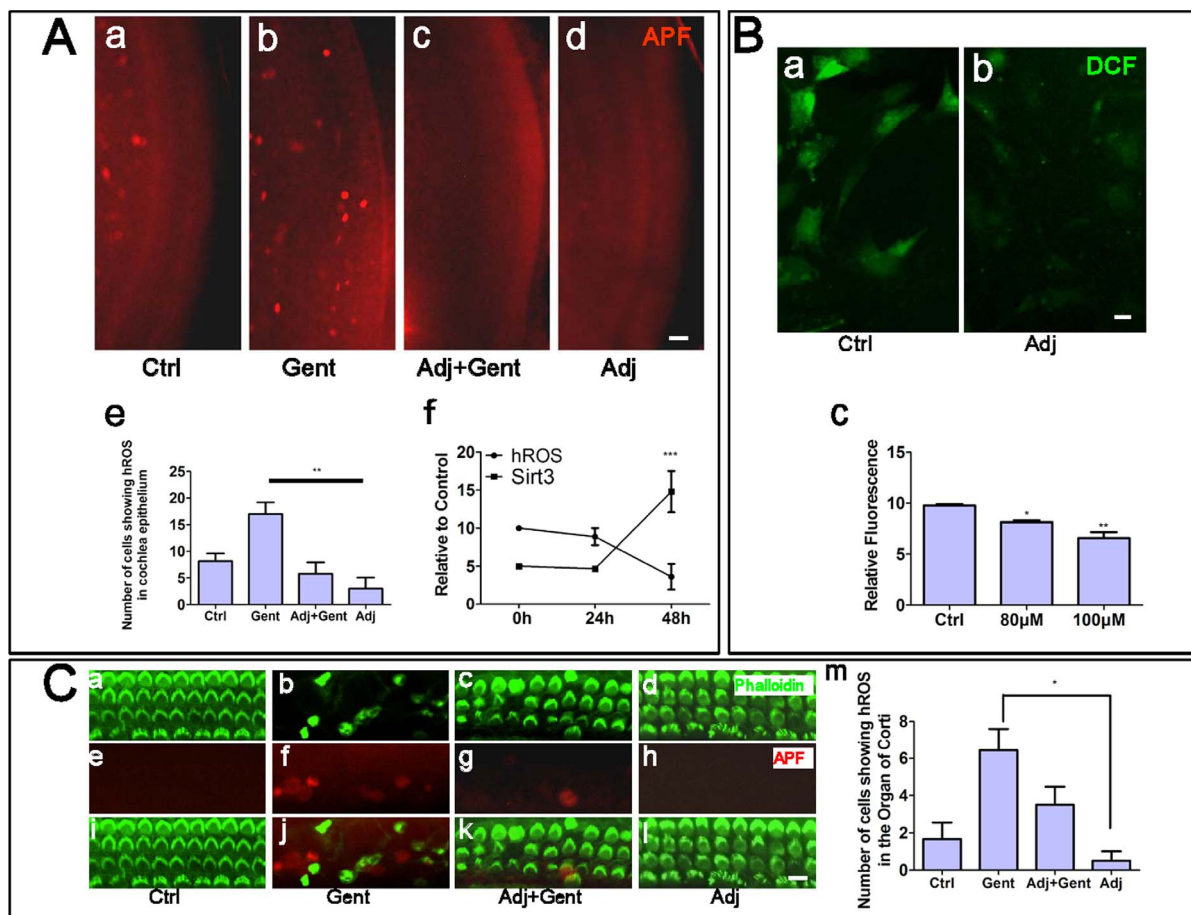 A
a
b
c
d
APF
Ctrl
Gent
Adj+Gent
Adj
e
Number of cells showing hROS
in cochlea epethelium
25
20
15
10
5
0
Ctrl
Gent
Adj+Gent
Adj
**
f
Relative to Control
20
15
10
5
0
hROS
Sirt3
***
0h
24h
48h
B
a
b
DCF
Ctrl
Adj
c
Relative Fluorescence
15
10
5
0
*
**
Ctrl
80µM
100µM
C
a
b
c
d
Phalloidin
e
f
g
h
APF
i
j
k
l
Ctrl
Gent
Adj+Gent
Adj
m
Number of cells showing hROS
in the Organ of Corti
8
6
4
2
0
*
Ctrl
Gent
Adj+Gent
Adj